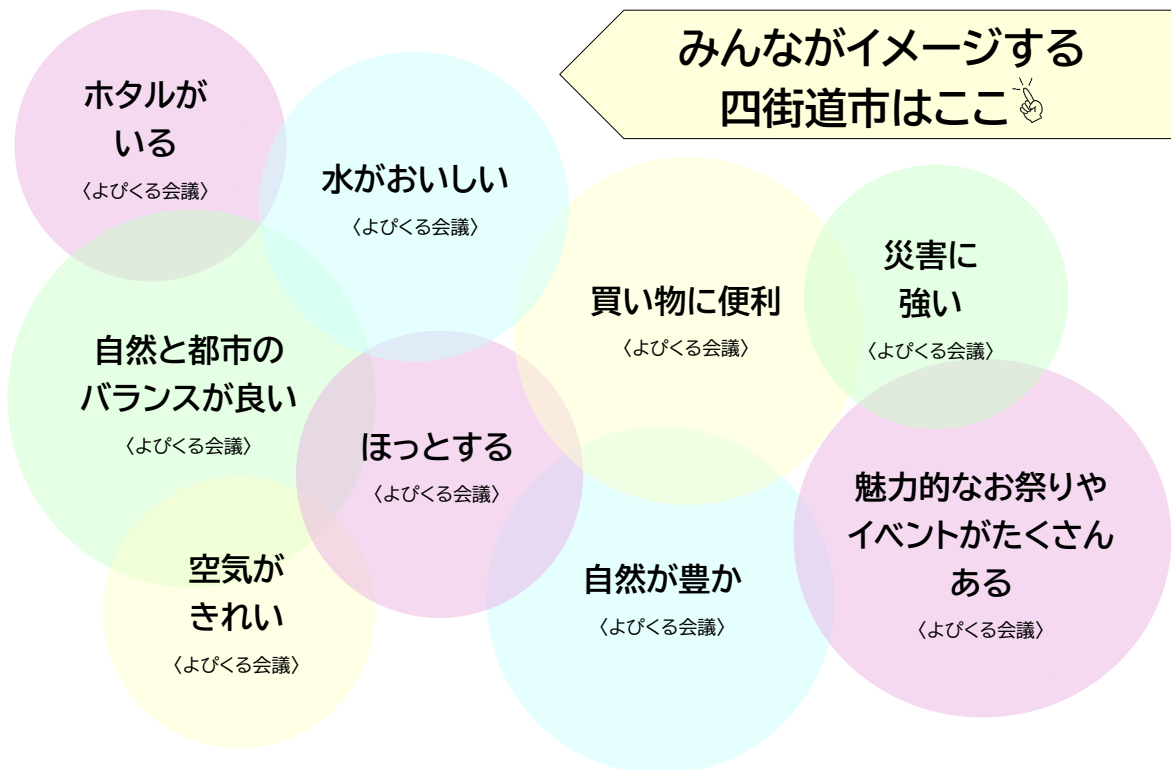 みんながイメージする
四街道市はここ
ホタルが
いる
〈よぴくる会議〉
水がおいしい
〈よぴくる会議〉
買い物に便利
〈よぴくる会議〉
災害に
強い
〈よぴくる会議〉
自然と都市の
バランスが良い
〈よぴくる会議〉
ほっとする
〈よぴくる会議〉
魅力的なお祭りや
イベントがたくさん
ある
〈よぴくる会議〉
空気が
きれい
〈よぴくる会議〉
自然が豊か
〈よぴくる会議〉